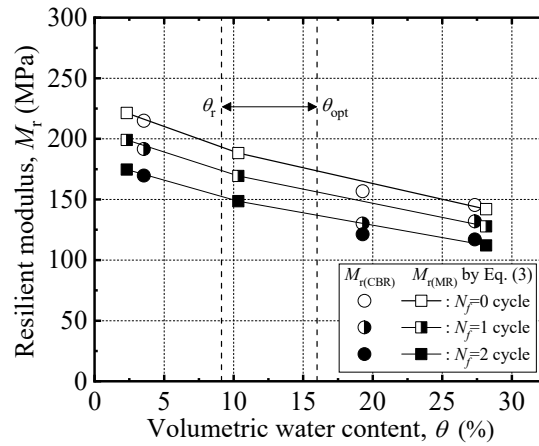 Resilient modulus, Mr (MPa)
300
250
200
150
100
50
0
θr
θopt
Mr(CBR) Mr(MR) by Eq. (3)
: Nf=0 cycle
: Nf=1 cycle
: Nf=2 cycle
0 5 10 15 20 25 30
Volumetric water content, θ (%)